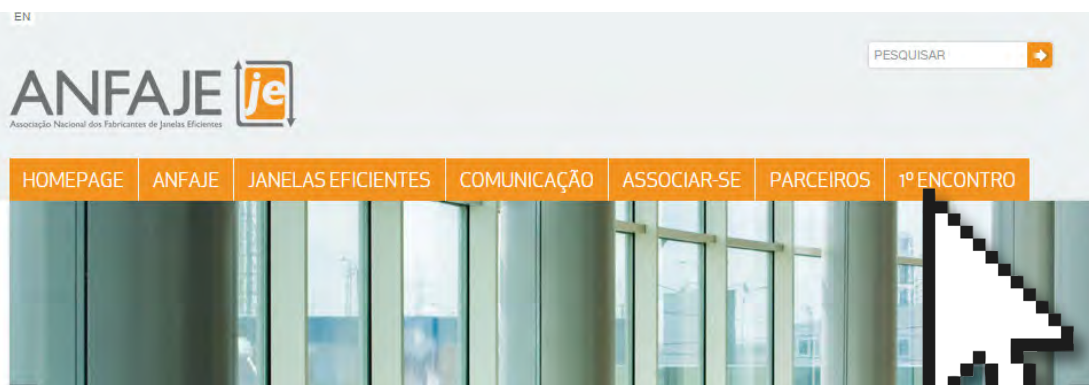 EN
PESQUISAR
ANFAJE je
Associação Nacional dos Fabricantes de Janelas Eficientes
HOMEPAGE ANFAJE JANELAS EFICIENTES COMUNICAÇÃO ASSOCIAR-SE PARCEIROS 1º ENCONTRO